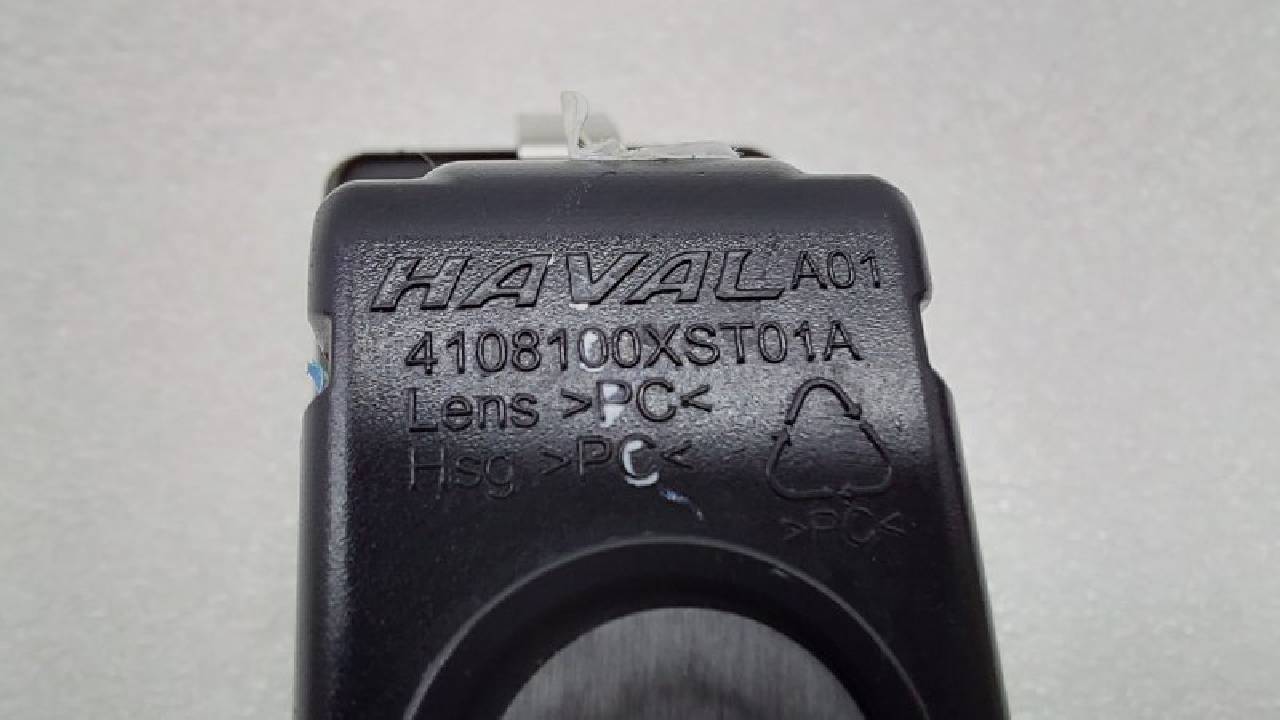 HAVAL A01
4108100XST01A
Lens >PC<
Hsg >PC<
>PC<